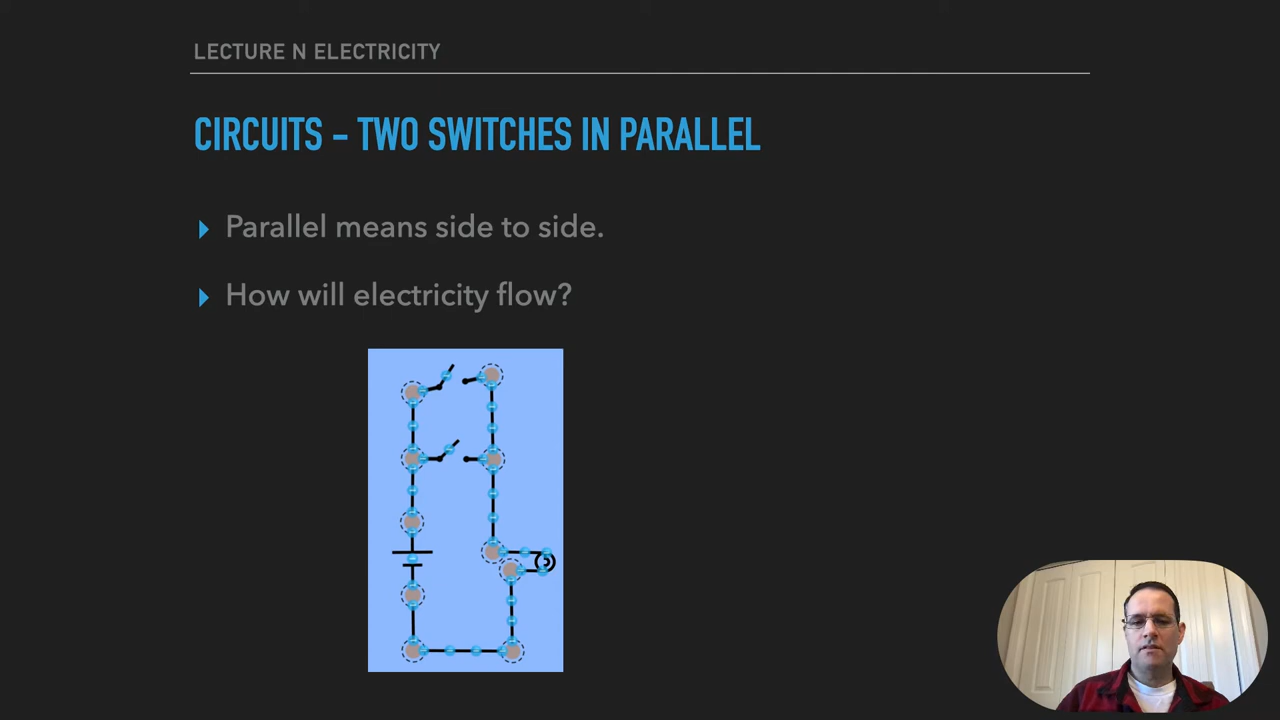 LECTURE N ELECTRICITY
CIRCUITS - TWO SWITCHES IN PARALLEL
Parallel means side to side.
How will electricity flow?